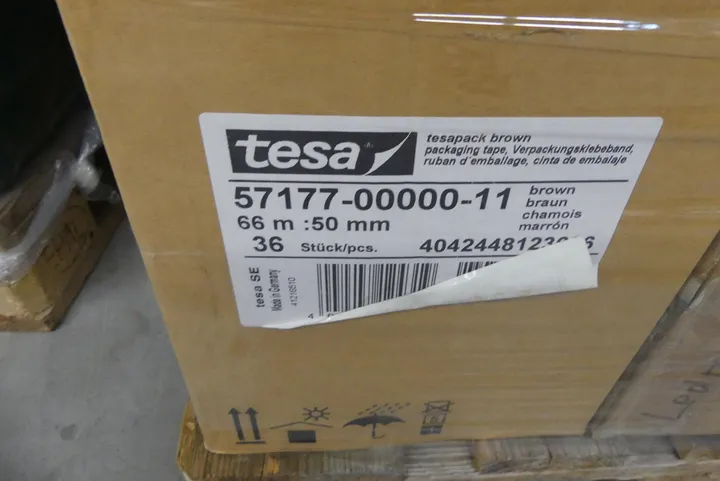 tesa
tesapack brown
packaging tape, Verpackungsklebeband,
ruban d'emballage, cinta de embalaje
57177-00000-11
brown
braun
chamois
marrón
66 m :50 mm
36 Stück/pcs.
tesa SE
Made in Germany
41216510